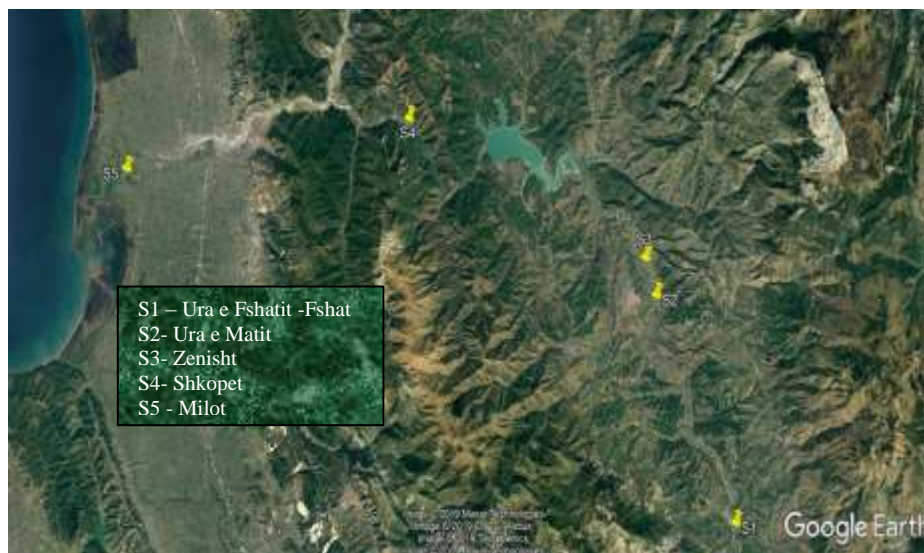 S4
S5
S3
S2
S1 – Ura e Fshatit -Fshat
S2- Ura e Matit
S3- Zenisht
S4- Shkopet
S5 - Milot
S1
Google Earth